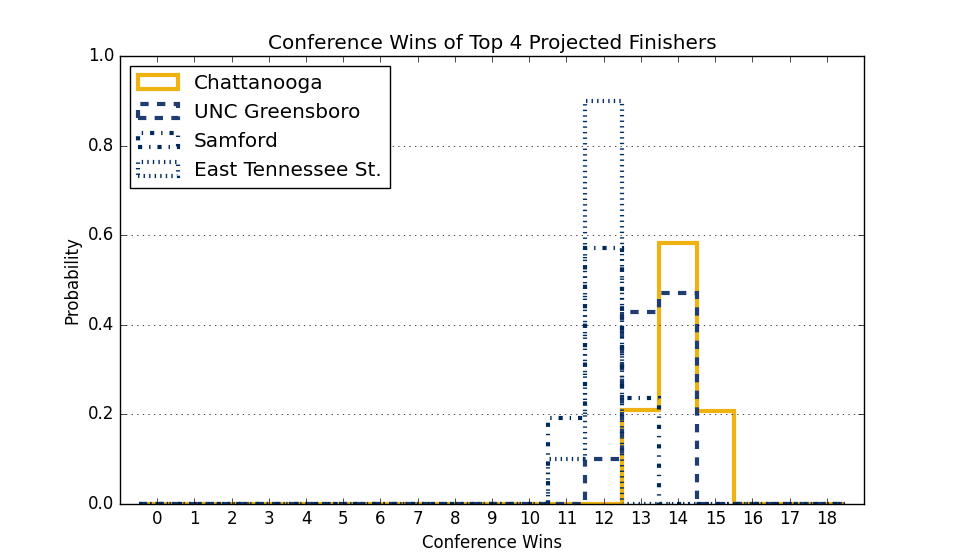 Conference Wins of Top 4 Projected Finishers
1.0
Chattanooga
UNC Greensboro
Samford
East Tennessee St.
0.8
0.6
0.4
0.2
0.0
Probability
0 1 2 3 4 5 6 7 8 9 10 11 12 13 14 15 16 17 18
Conference Wins